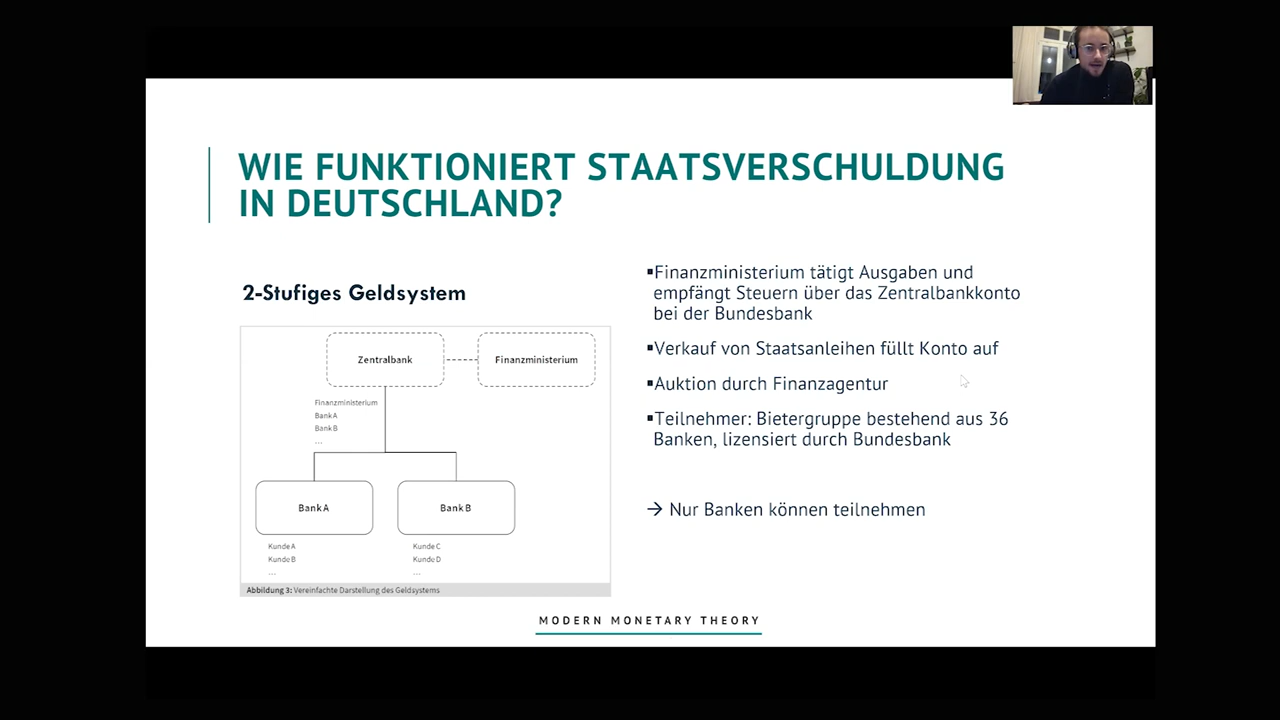 WIE FUNKTIONIERT STAATSVERSCHULDUNG
IN DEUTSCHLAND?
2-Stufiges Geldsystem
Zentralbank
Finanzministerium
Finanzministerium
Bank A
Bank B
...
Bank A
Bank B
Kunde A
Kunde B
...
Kunde C
Kunde D
...
Abbildung 3: Vereinfachte Darstellung des Geldsystems
▪Finanzministerium tätigt Ausgaben und
empfängt Steuern über das Zentralbankkonto
bei der Bundesbank
▪Verkauf von Staatsanleihen füllt Konto auf
▪Auktion durch Finanzagentur
▪Teilnehmer: Bietergruppe bestehend aus 36
Banken, lizensiert durch Bundesbank
→ Nur Banken können teilnehmen
MODERN MONETARY THEORY